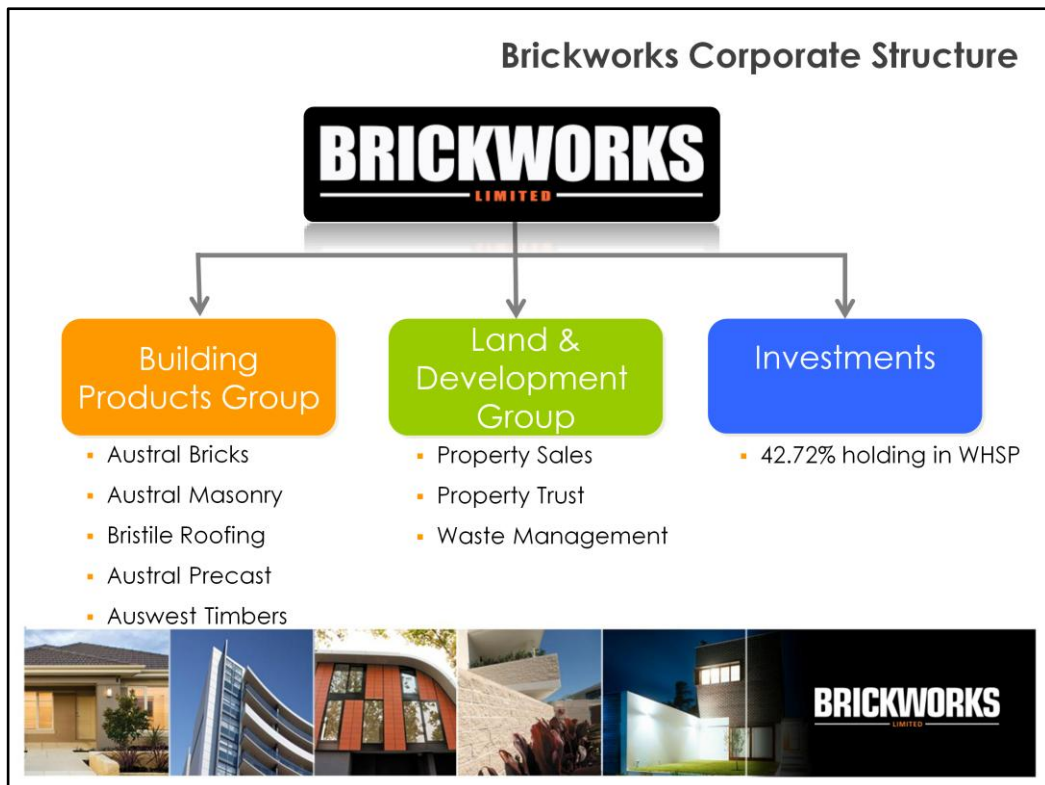 Brickworks Corporate Structure
BRICKWORKS
LIMITED
Building
Products Group
▪ Austral Bricks
▪ Austral Masonry
▪ Bristile Roofing
▪ Austral Precast
▪ Auswest Timbers
Land &
Development
Group
▪ Property Sales
▪ Property Trust
▪ Waste Management
Investments
▪ 42.72% holding in WHSP
BRICKWORKS
LIMITED